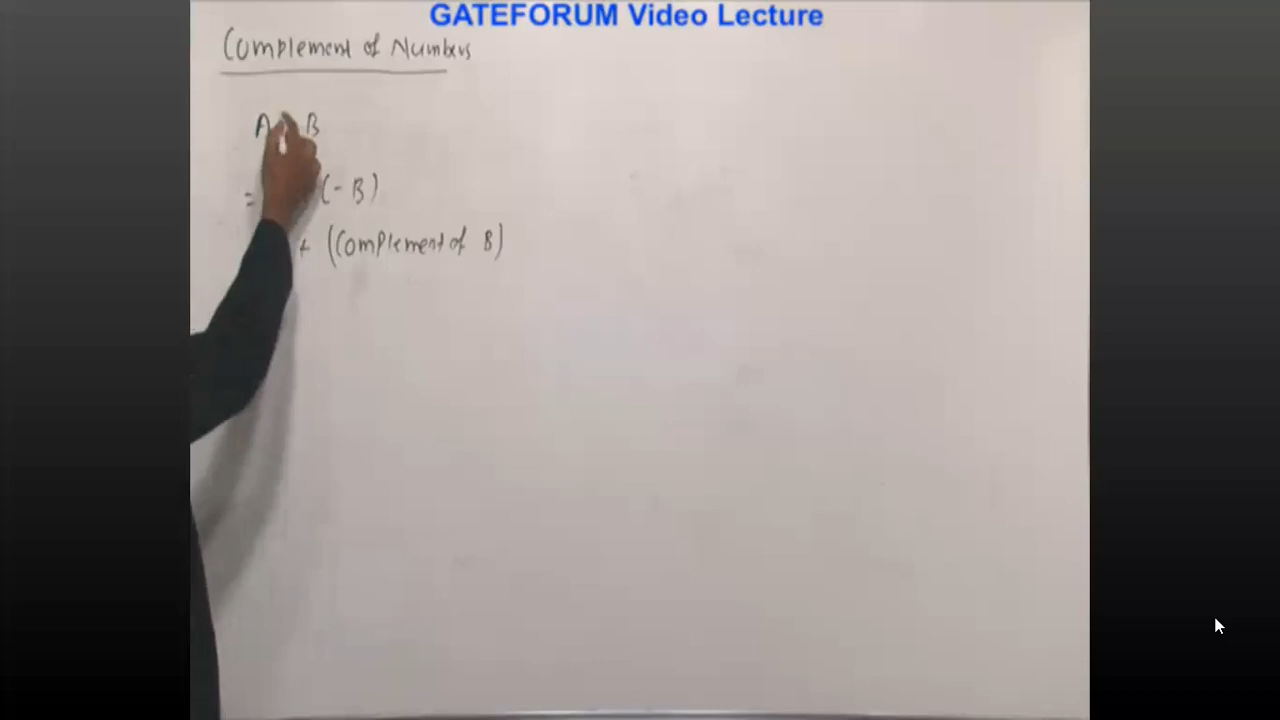 GATEFORUM Video Lecture
Complement of Numbers
A B
= (- B)
+ (Complement of B)